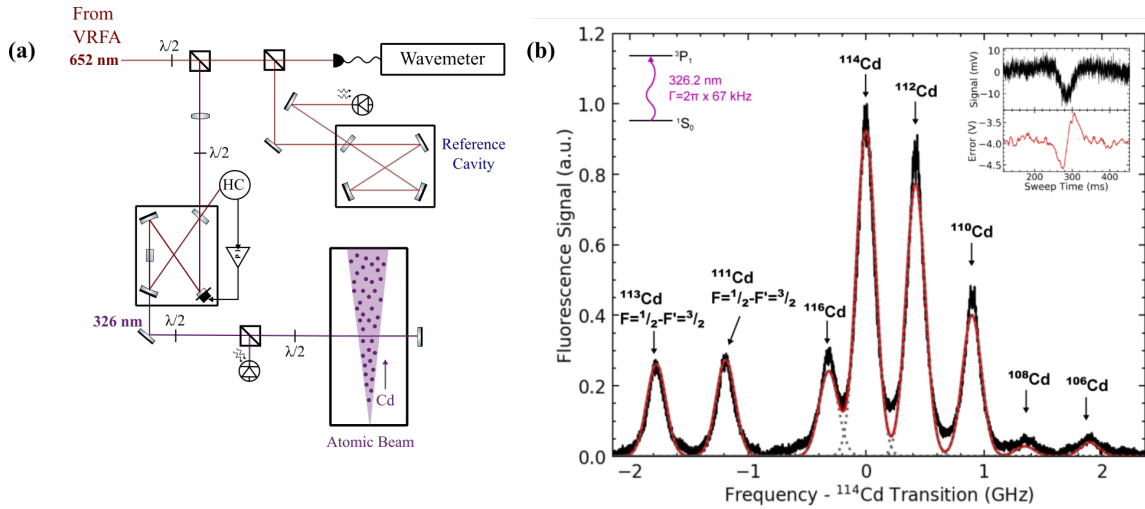 (a)
From
VRFA
652 nm
λ/2
Wavemeter
λ/2
Reference
Cavity
HC
PI
326 nm
λ/2
λ/2
Cd
Atomic Beam
(b)
Fluorescence Signal (a.u.)
1.2
1.0
0.8
0.6
0.4
0.2
0.0
-2
-1
0
1
2
Frequency - ¹¹⁴Cd Transition (GHz)
³P₁
326.2 nm
Γ=2π x 67 kHz
¹S₀
¹¹³Cd
F=¹/₂-F'=³/₂
¹¹¹Cd
F=¹/₂-F'=³/₂
¹¹⁶Cd
¹¹⁴Cd
¹¹²Cd
¹¹⁰Cd
¹⁰⁸Cd
¹⁰⁶Cd
Signal (mV)
10
0
−10
Error (V)
−3.5
−4.0
−4.5
200
300
400
Sweep Time (ms)